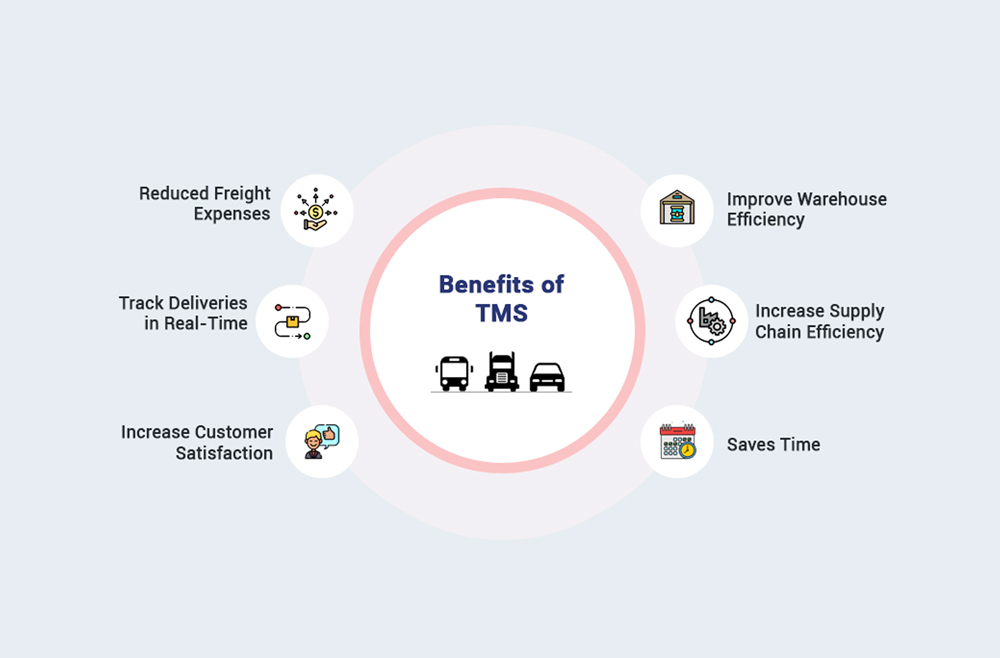 Benefits of
TMS
Reduced Freight
Expenses
Track Deliveries
in Real-Time
Increase Customer
Satisfaction
Improve Warehouse
Efficiency
Increase Supply
Chain Efficiency
Saves Time